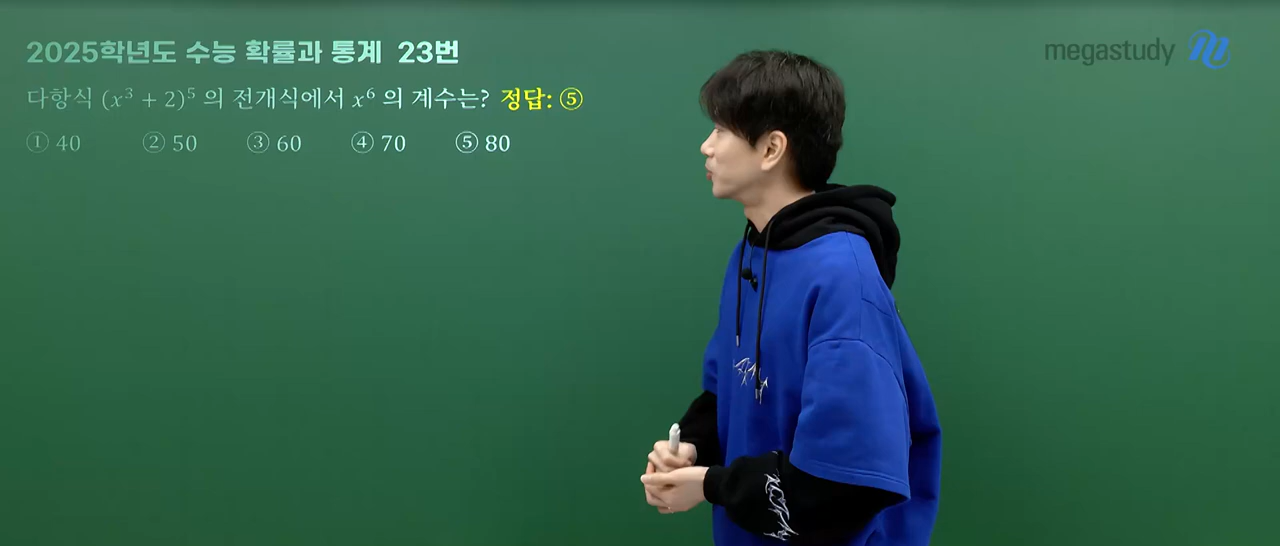 2025학년도 수능 확률과 통계 23번
megastudy
다항식 (x³ + 2)⁵ 의 전개식에서 x⁶ 의 계수는? 정답: ⑤
① 40 ② 50 ③ 60 ④ 70 ⑤ 80